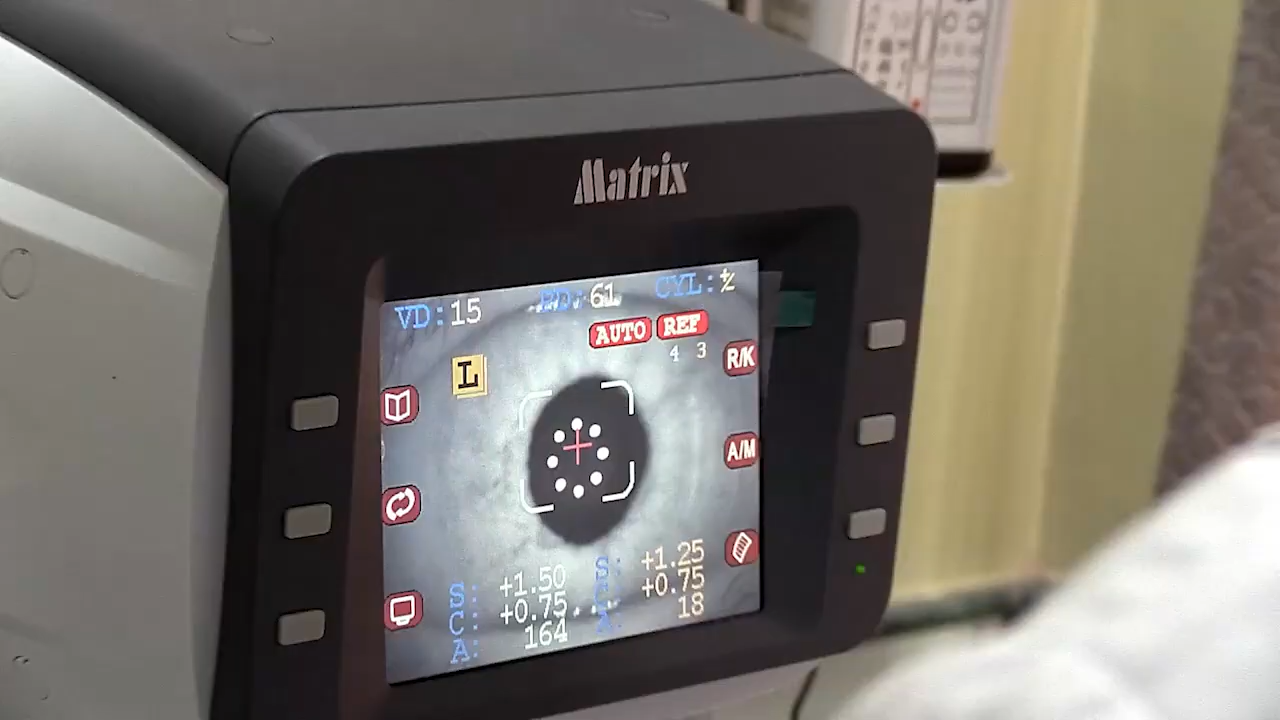 Matrix
VD:15 PD:61 CYL:±
AUTO REF
4 3
L
R/K
A/M
S: +1.50 S: +1.25
C: +0.75 C: +0.75
A: 164 A: 18